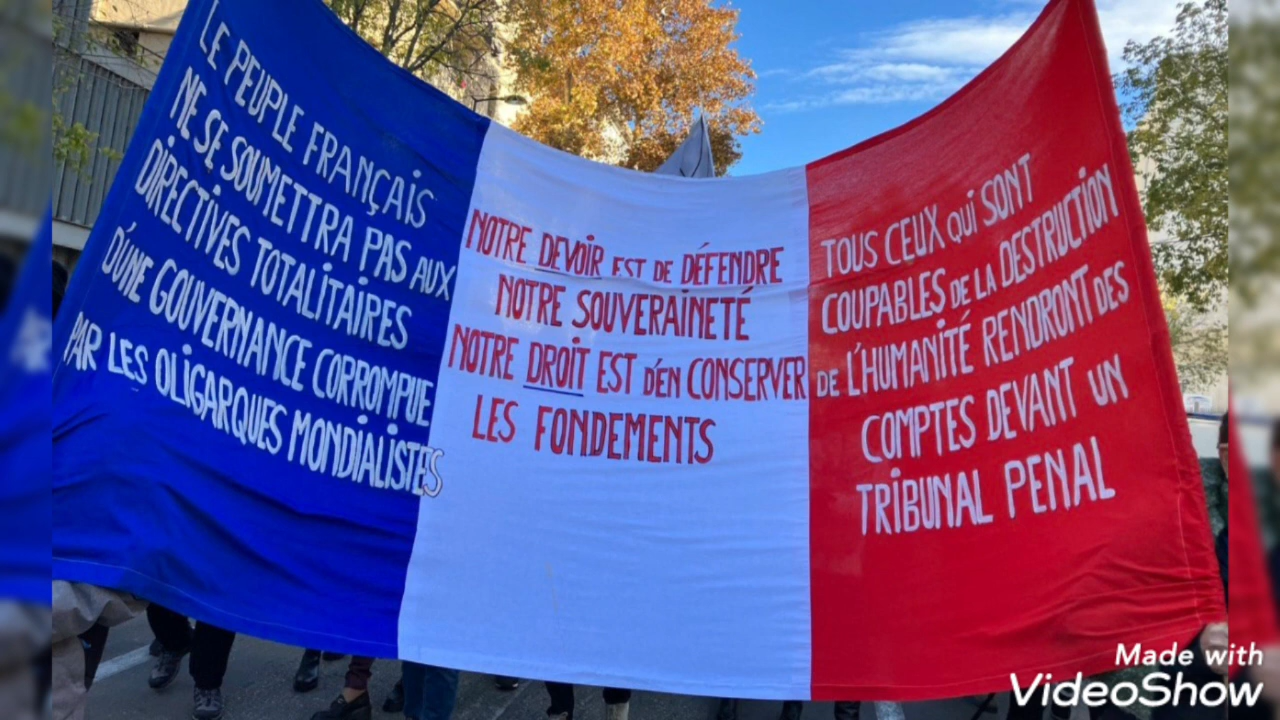 LE PEUPLE FRANÇAIS
NE SE SOUMETTRA PAS AUX
DIRECTIVES TOTALITAIRES
D'UNE GOUVERNANCE CORROMPUE
PAR LES OLIGARQUES MONDIALISTES
NOTRE DEVOIR EST DE DÉFENDRE
NOTRE SOUVERAINETÉ
NOTRE DROIT EST D'EN CONSERVER
LES FONDEMENTS
TOUS CEUX qui SONT
COUPABLES DE LA DESTRUCTION
DE L'HUMANITÉ RENDRONT DES
COMPTES DEVANT UN
TRIBUNAL PENAL
Made with
VideoShow